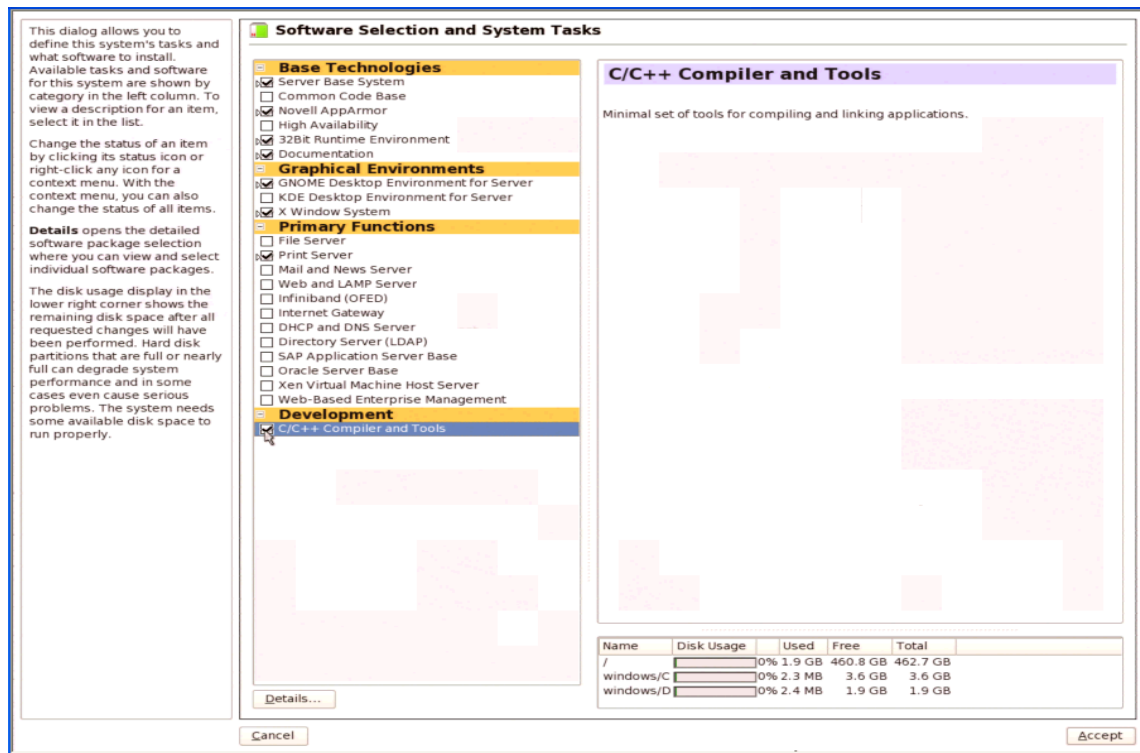 This dialog allows you to
define this system's tasks and
what software to install.
Available tasks and software
for this system are shown by
category in the left column. To
view a description for an item,
select it in the list.
Change the status of an item
by clicking its status icon or
right-click any icon for a
context menu. With the
context menu, you can also
change the status of all items.
Details opens the detailed
software package selection
where you can view and select
individual software packages.
The disk usage display in the
lower right corner shows the
remaining disk space after all
requested changes will have
been performed. Hard disk
partitions that are full or nearly
full can degrade system
performance and in some
cases even cause serious
problems. The system needs
some available disk space to
run properly.
Software Selection and System Tasks
Base Technologies
Server Base System
Common Code Base
Novell AppArmor
High Availability
32Bit Runtime Environment
Documentation
Graphical Environments
GNOME Desktop Environment for Server
KDE Desktop Environment for Server
X Window System
Primary Functions
File Server
Print Server
Mail and News Server
Web and LAMP Server
Infiniband (OFED)
Internet Gateway
DHCP and DNS Server
Directory Server (LDAP)
SAP Application Server Base
Oracle Server Base
Xen Virtual Machine Host Server
Web-Based Enterprise Management
Development
C/C++ Compiler and Tools
Details...
C/C++ Compiler and Tools
Minimal set of tools for compiling and linking applications.
Name Disk Usage Used Free Total
/ 0% 1.9 GB 460.8 GB 462.7 GB
windows/C 0% 2.3 MB 3.6 GB 3.6 GB
windows/D 0% 2.4 MB 1.9 GB 1.9 GB
Cancel Accept